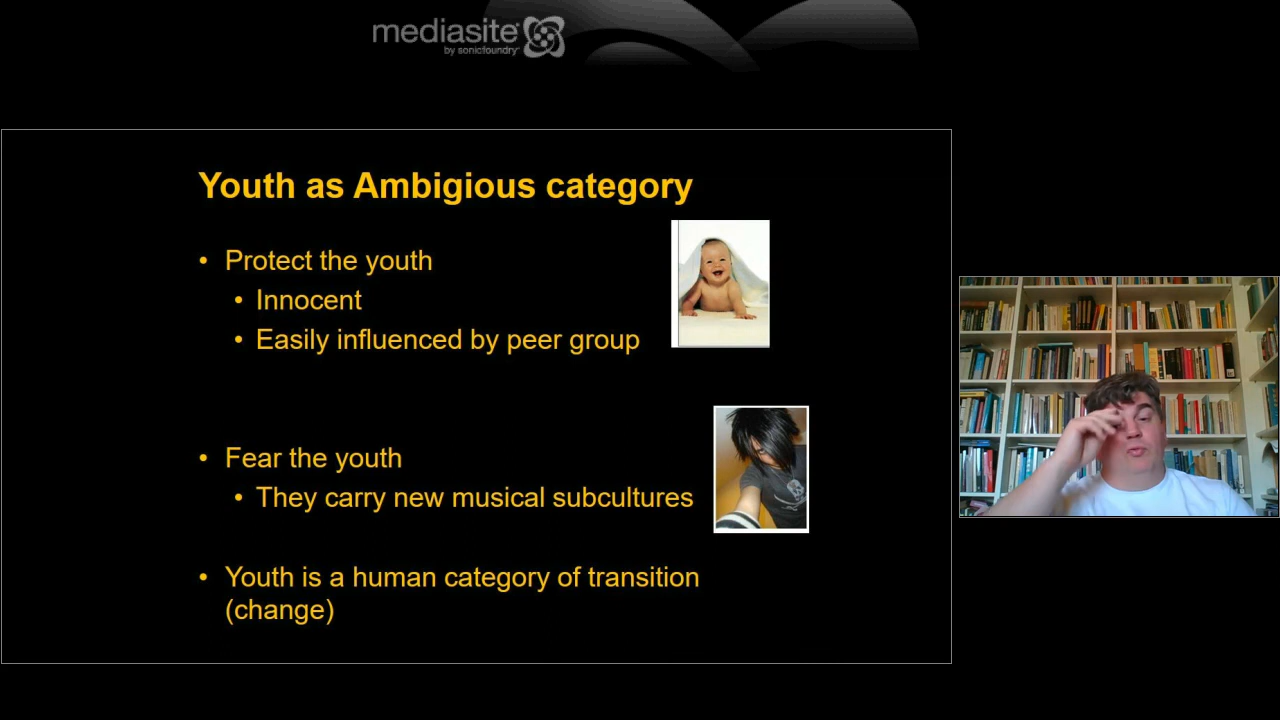 mediasite
by sonicfoundry
Youth as Ambigious category
• Protect the youth
• Innocent
• Easily influenced by peer group
• Fear the youth
• They carry new musical subcultures
• Youth is a human category of transition
(change)